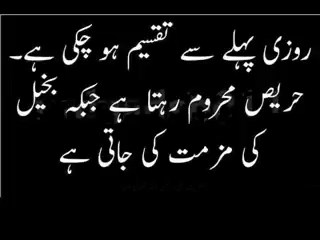 روزی پہلے سے تقسیم ہو چکی ہے۔
حریص محروم رہتا ہے جبکہ بخیل
کی مزمت کی جاتی ہے